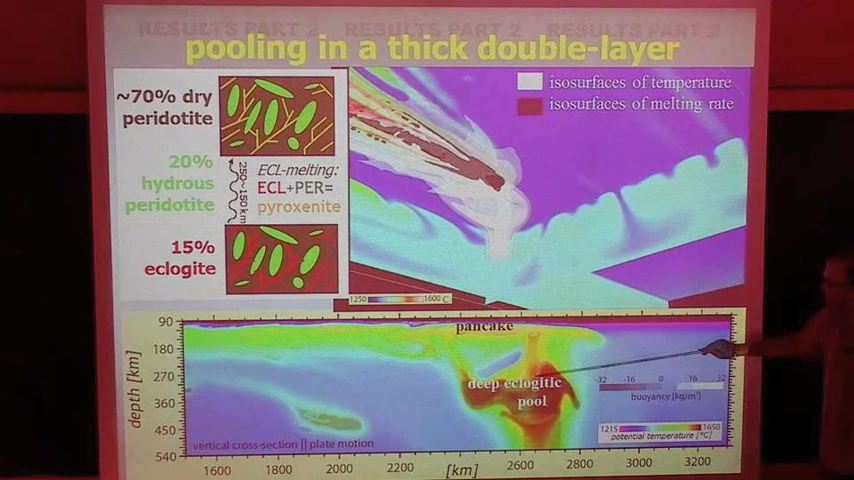 RESULTS PART 2 RESULTS PART 2 RESULTS PART 2
pooling in a thick double-layer
~70% dry
peridotite
20%
hydrous
peridotite
15%
eclogite
250~150 km
ECL-melting:
ECL+PER=
pyroxenite
isosurfaces of temperature
isosurfaces of melting rate
1250 1600 C
pancake
deep eclogitic
pool
90
180
270
360
450
540
depth [km]
-32 -16 0 16 32
buoyancy [kg/m³]
1215 1650
potential temperature [°C]
vertical cross-section || plate motion
1600 1800 2000 2200 [km] 2600 2800 3000 3200